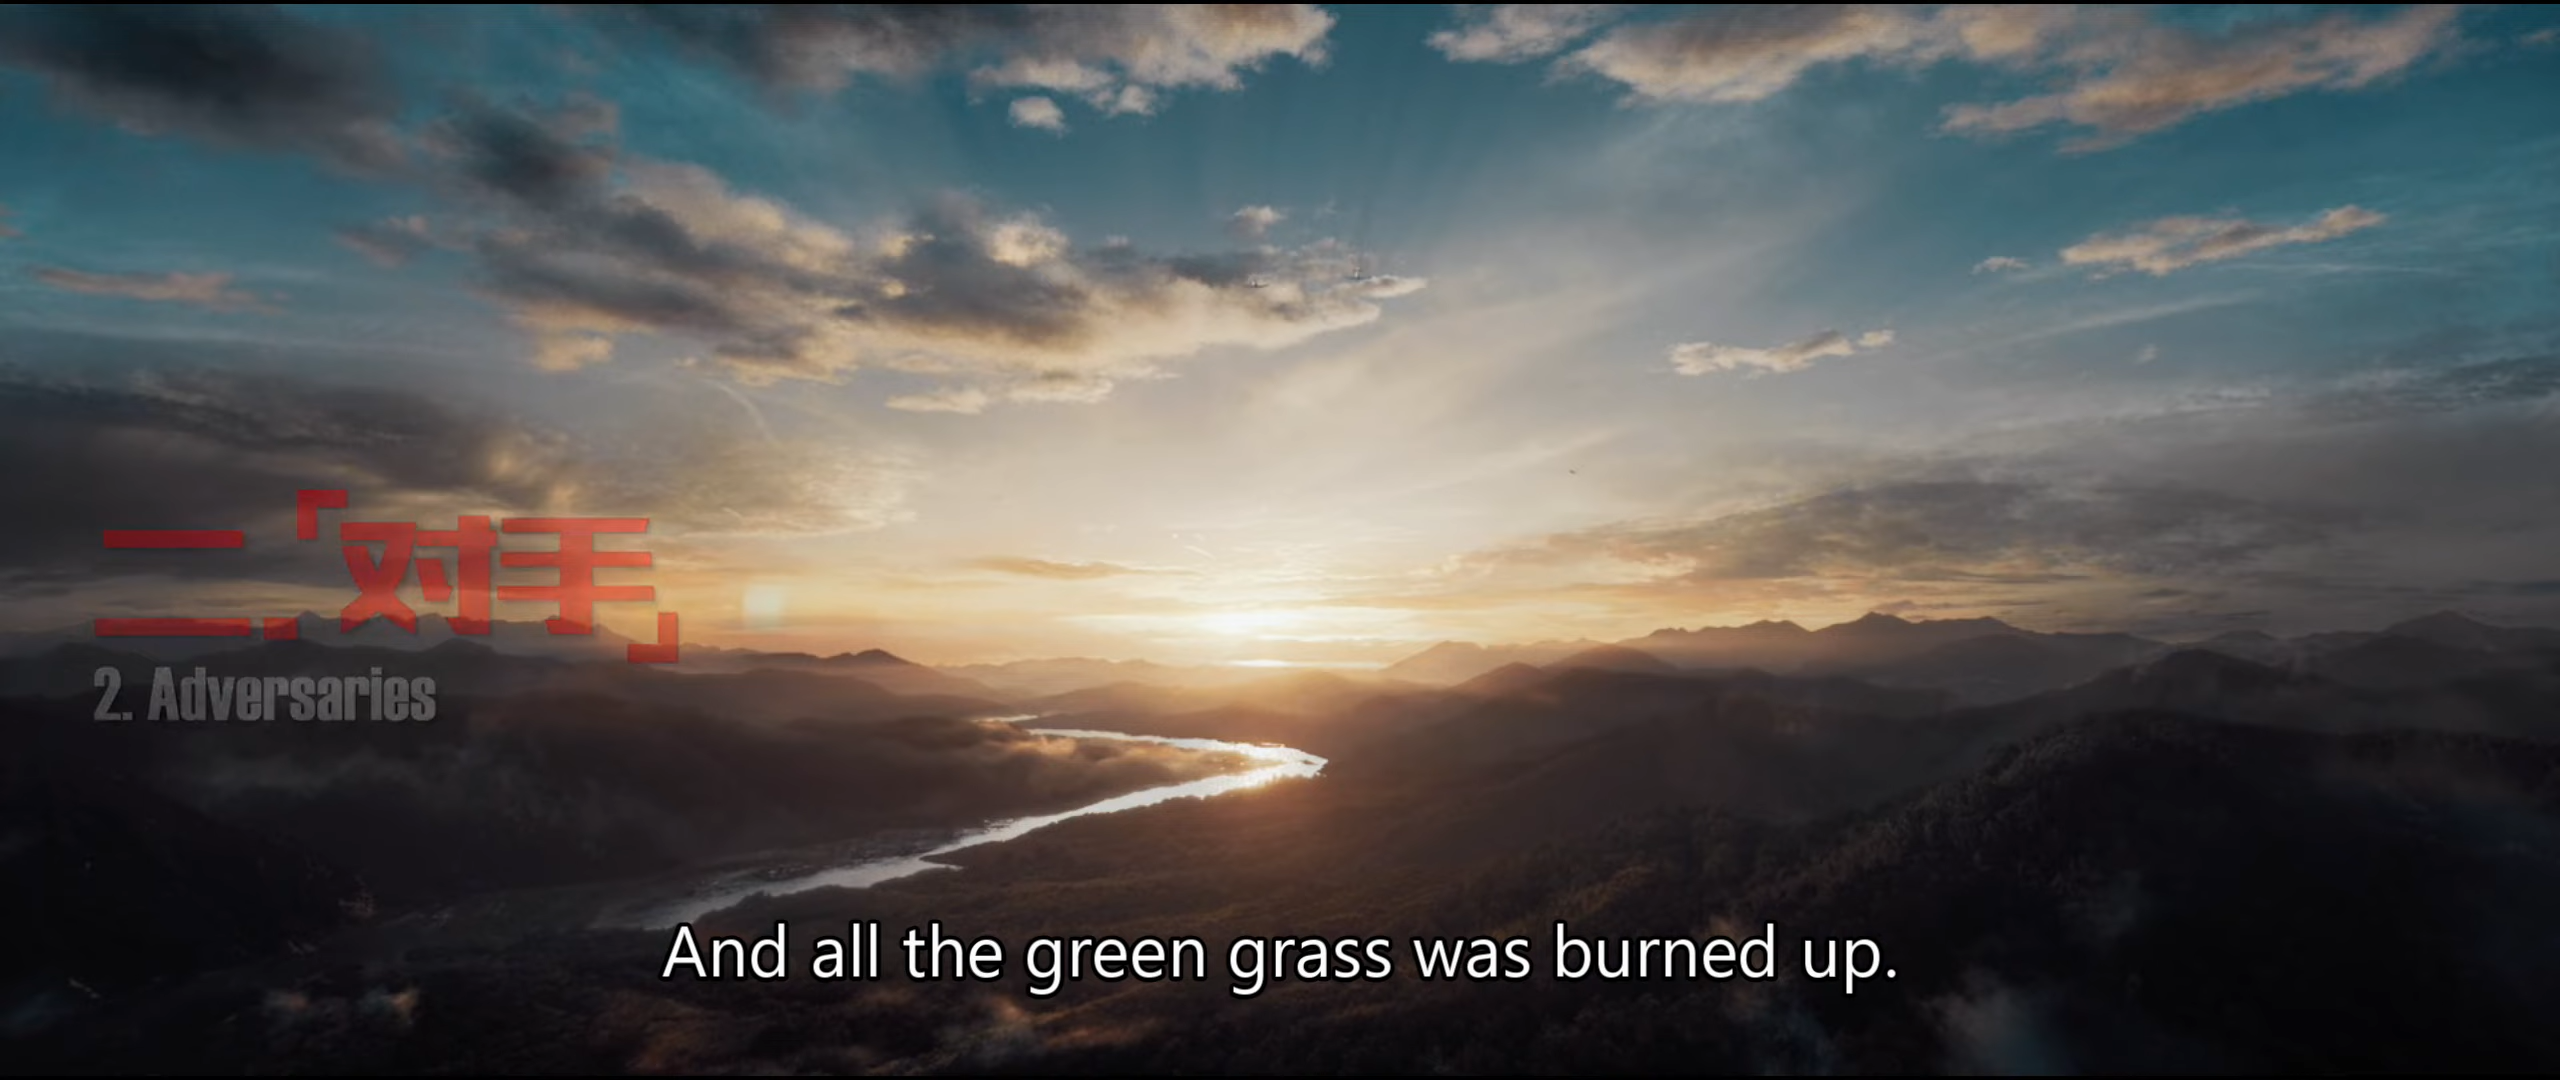 二.「对手」
2. Adversaries
And all the green grass was burned up.